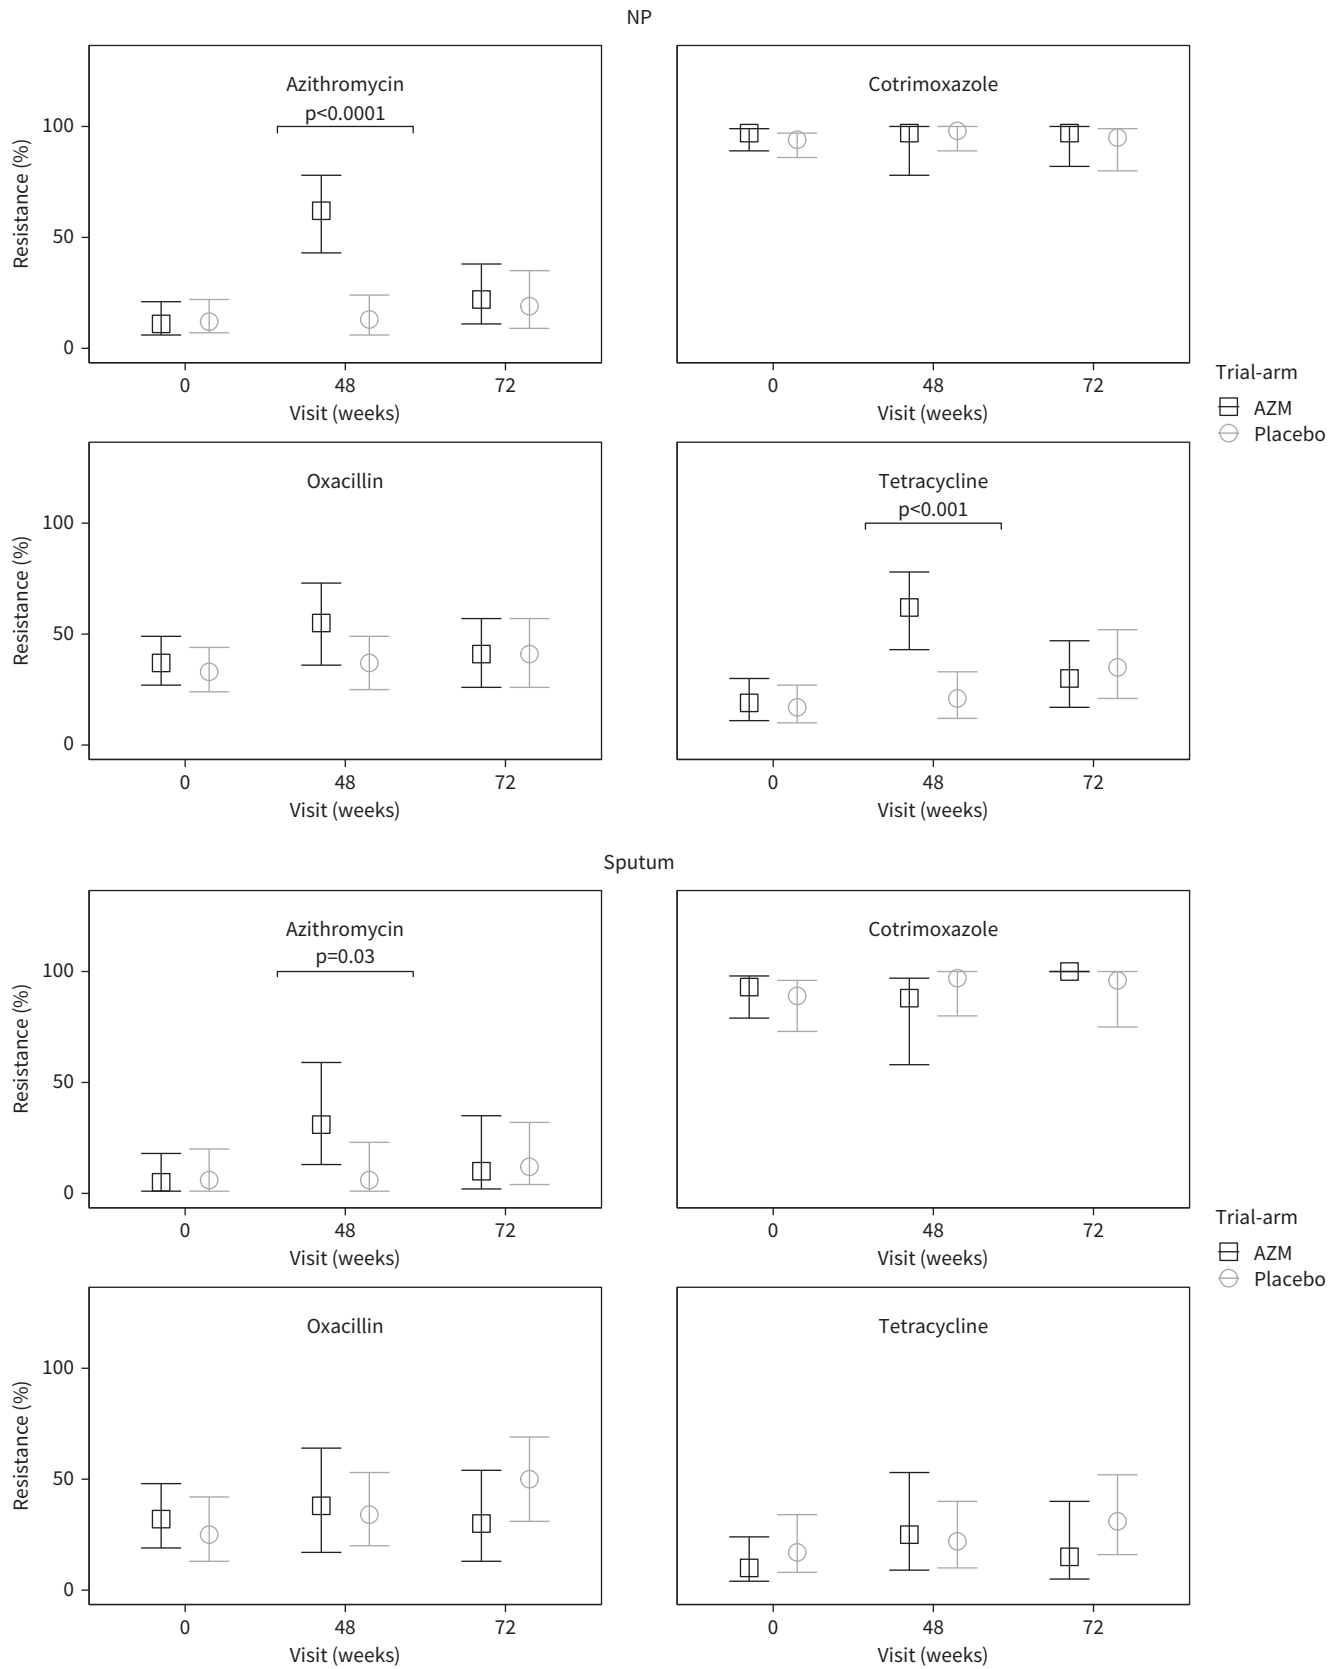 NP
Azithromycin
p<0.0001
Resistance (%)
100
50
0
0 48 72
Visit (weeks)
Cotrimoxazole
0 48 72
Visit (weeks)
Trial-arm
AZM
Placebo
Oxacillin
Resistance (%)
100
50
0
0 48 72
Visit (weeks)
Tetracycline
p<0.001
0 48 72
Visit (weeks)
Sputum
Azithromycin
p=0.03
Resistance (%)
100
50
0
0 48 72
Visit (weeks)
Cotrimoxazole
0 48 72
Visit (weeks)
Trial-arm
AZM
Placebo
Oxacillin
Resistance (%)
100
50
0
0 48 72
Visit (weeks)
Tetracycline
0 48 72
Visit (weeks)